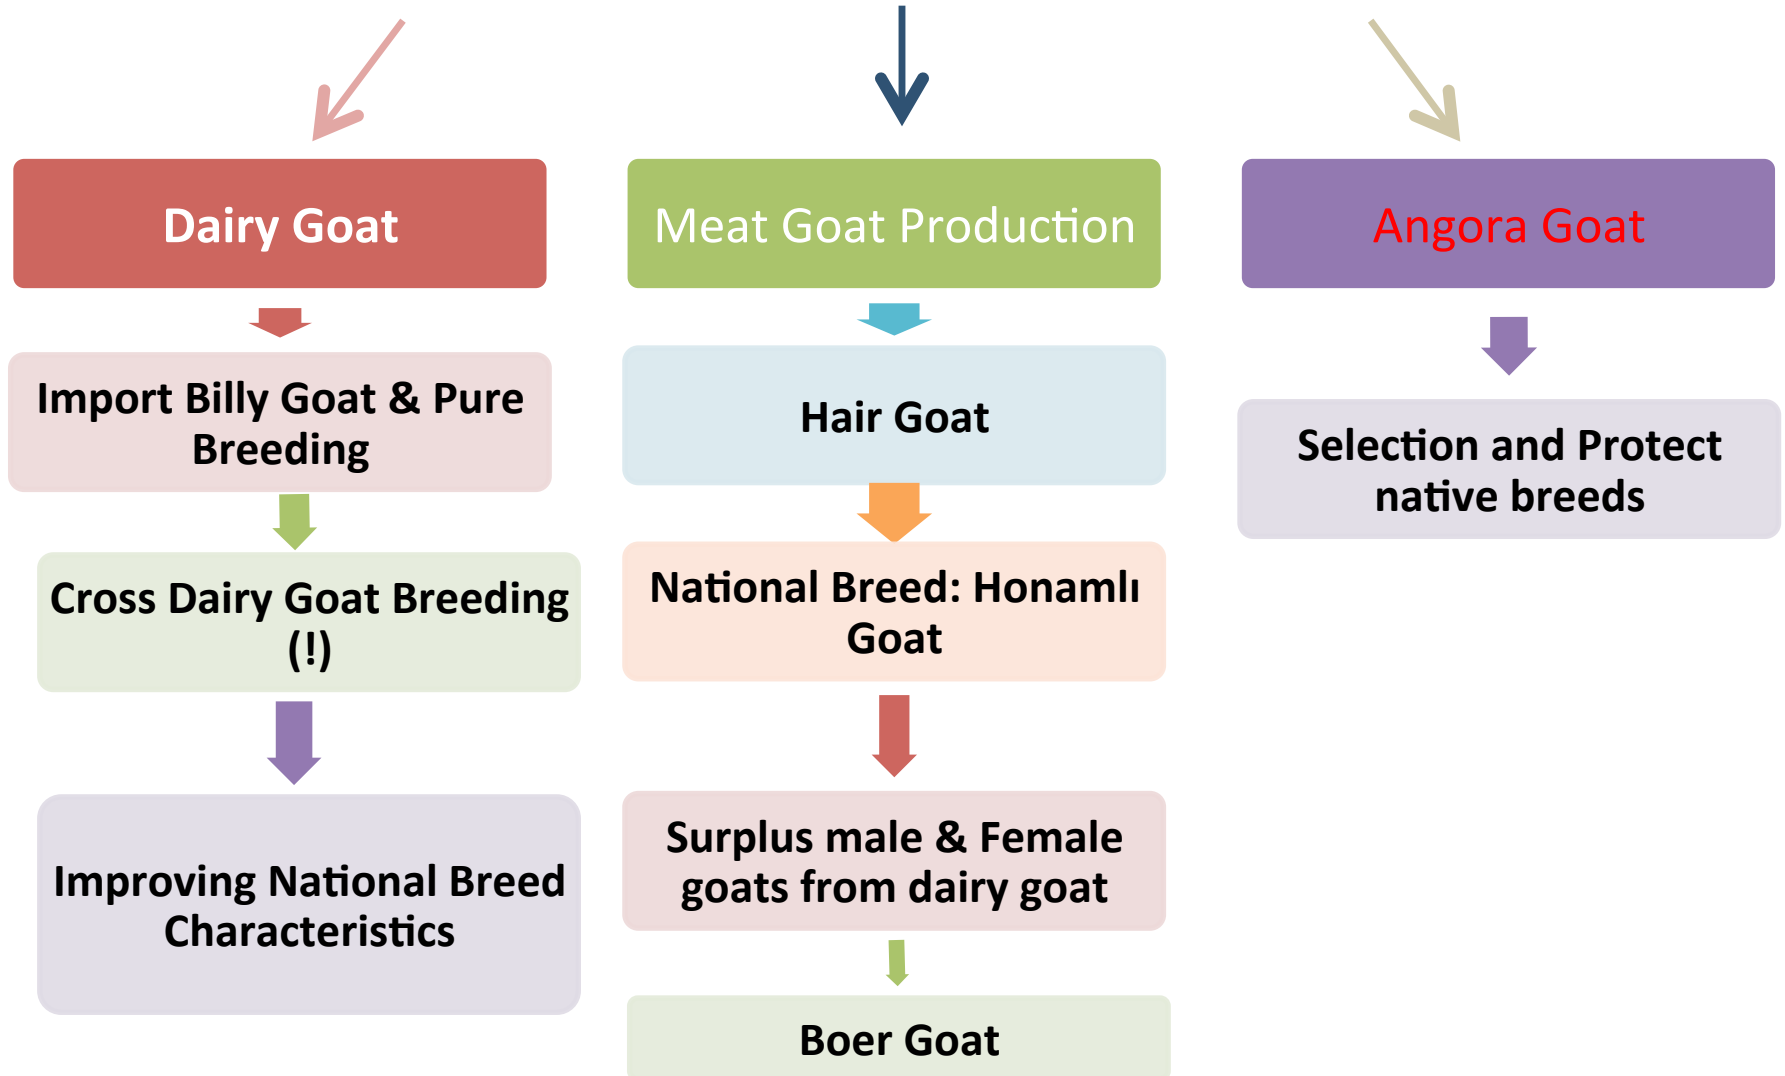 Dairy Goat
Import Billy Goat & Pure
Breeding
Cross Dairy Goat Breeding
(!)
Improving National Breed
Characteristics
Meat Goat Production
Hair Goat
National Breed: Honamlı
Goat
Surplus male & Female
goats from dairy goat
Boer Goat
Angora Goat
Selection and Protect
native breeds